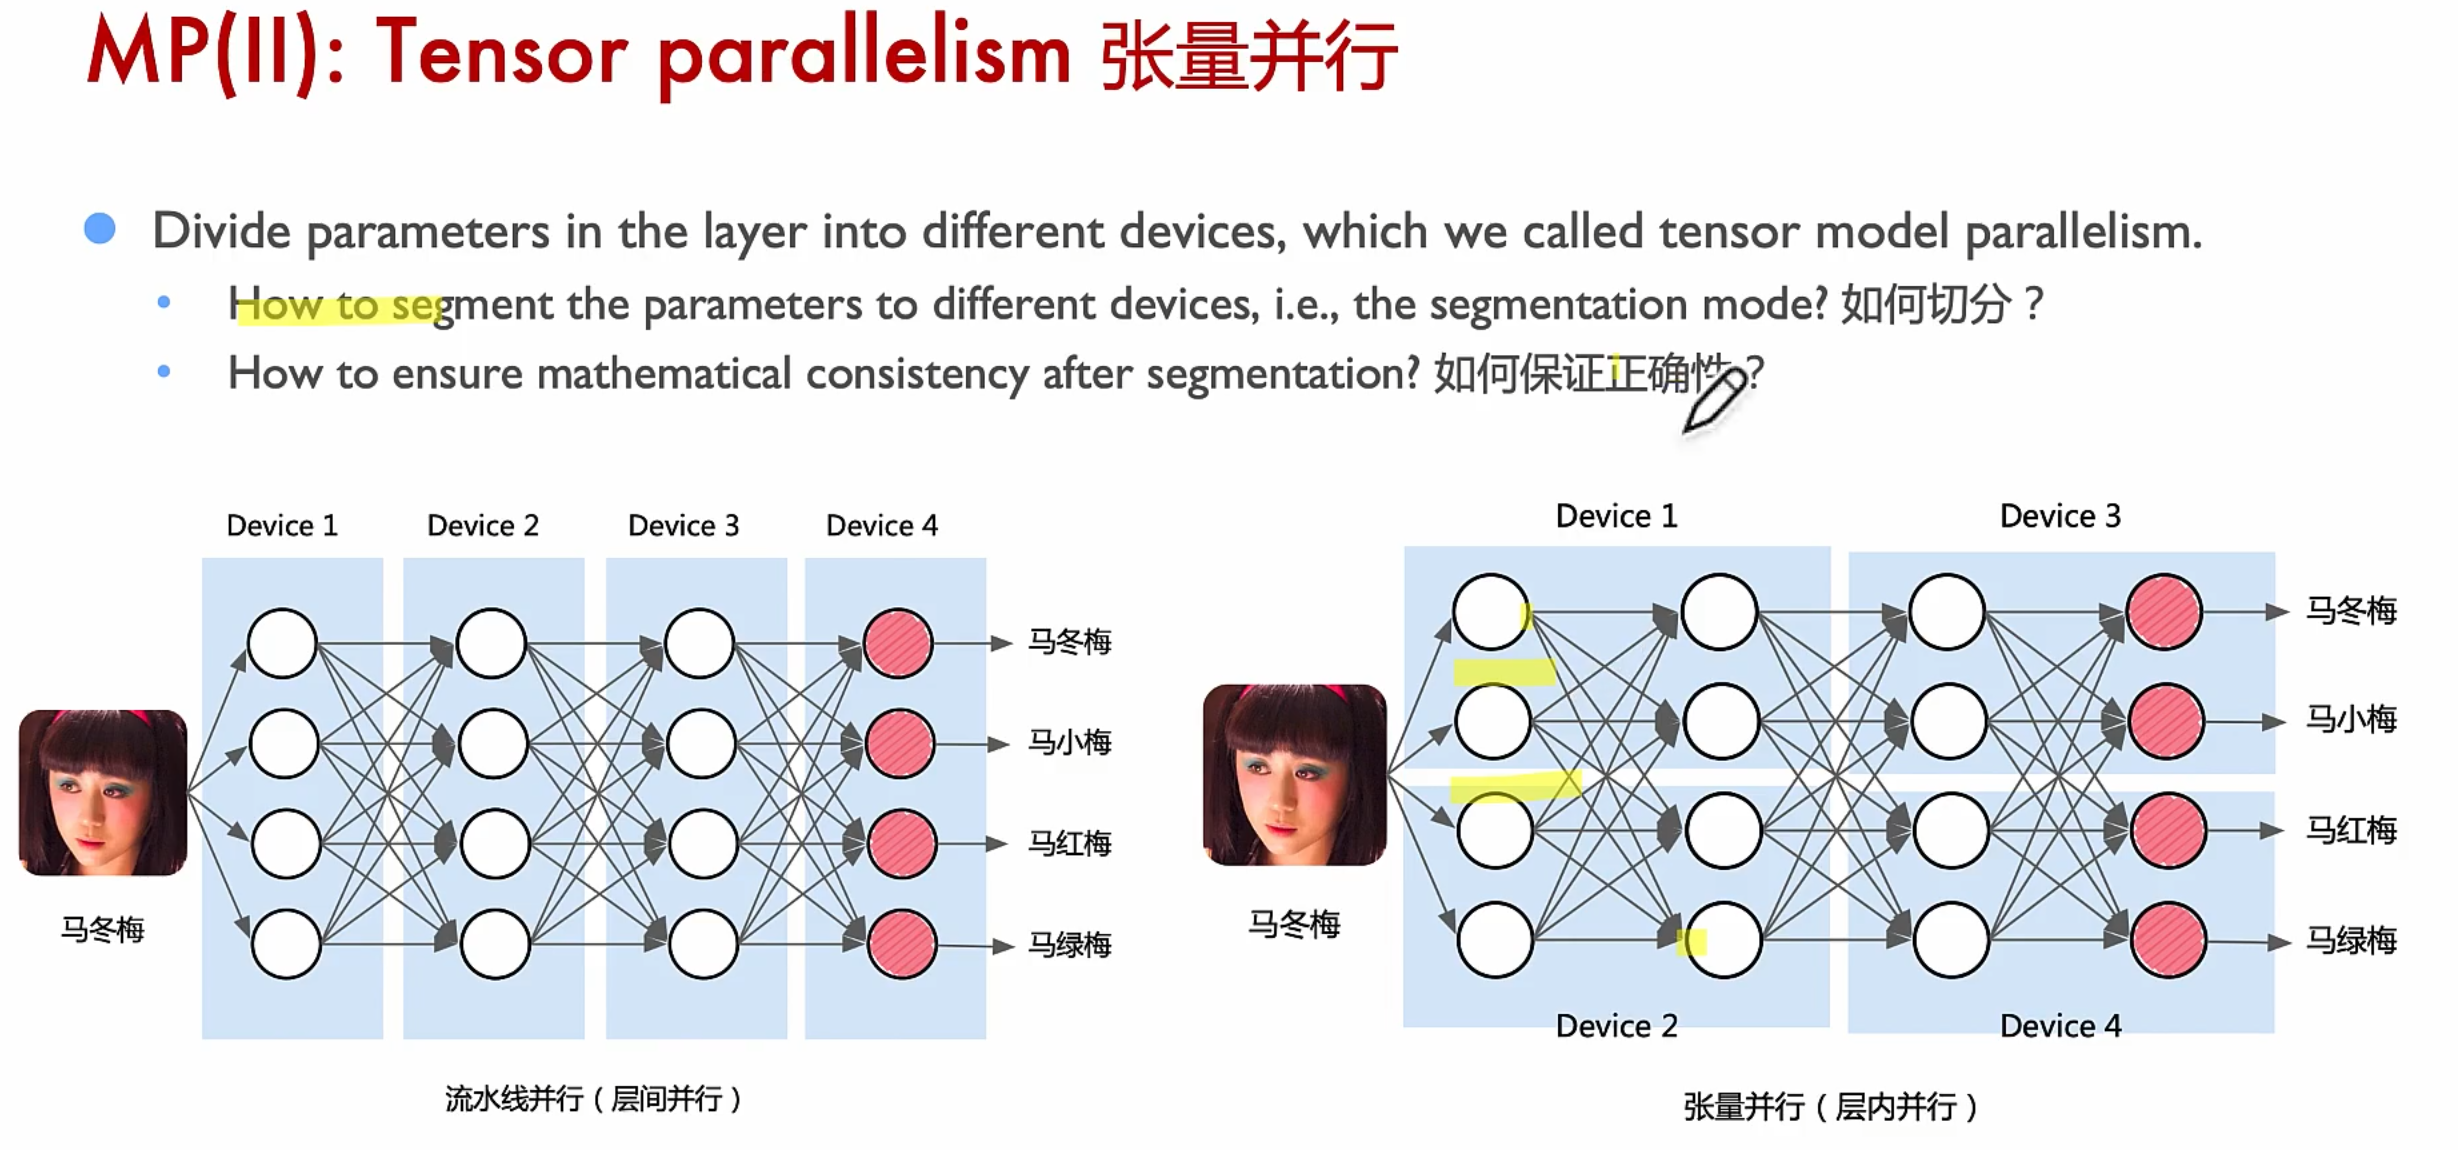 MP(II): Tensor parallelism 张量并行
Divide parameters in the layer into different devices, which we called tensor model parallelism.
How to segment the parameters to different devices, i.e., the segmentation mode? 如何切分？
How to ensure mathematical consistency after segmentation? 如何保证正确性？
Device 1 Device 2 Device 3 Device 4
马冬梅
马小梅
马红梅
马绿梅
马冬梅
流水线并行（层间并行）
Device 1 Device 3
马冬梅
马小梅
马红梅
马绿梅
马冬梅
Device 2 Device 4
张量并行（层内并行）